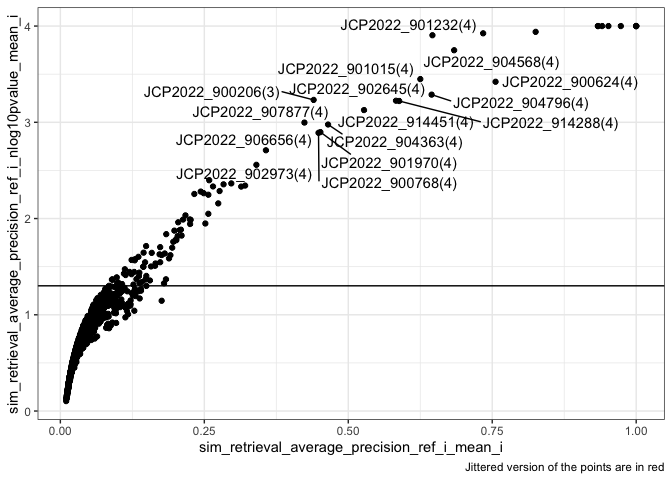 sim_retrieval_average_precision_ref_i_nlog10pvalue_mean_i
4
3
2
1
0
JCP2022_901232(4)
JCP2022_904568(4)
JCP2022_901015(4)
JCP2022_900624(4)
JCP2022_902645(4)
JCP2022_900206(3)
JCP2022_904796(4)
JCP2022_907877(4)
JCP2022_914451(4)
JCP2022_914288(4)
JCP2022_906656(4)
JCP2022_904363(4)
JCP2022_901970(4)
JCP2022_902973(4)
JCP2022_900768(4)
0.00 0.25 0.50 0.75 1.00
sim_retrieval_average_precision_ref_i_mean_i
Jittered version of the points are in red